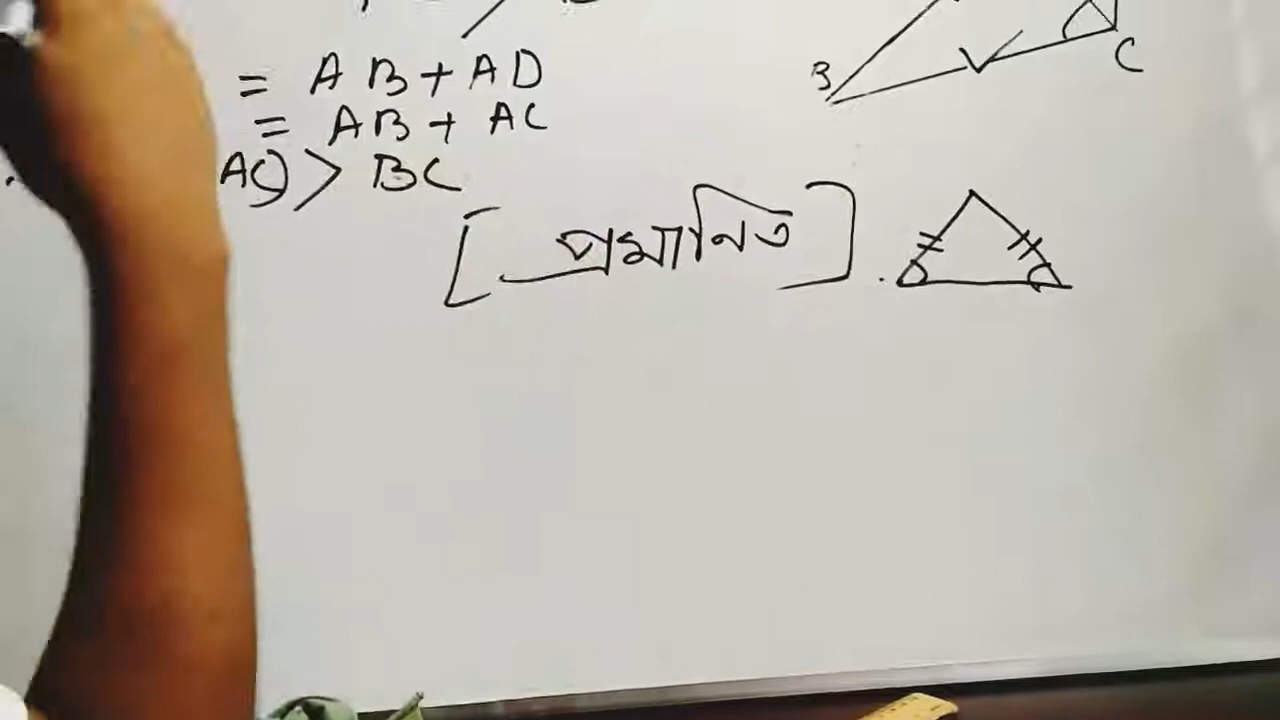 = AB + AD
= AB + AC
AC) > BC
[প্রমানিত]
B
C